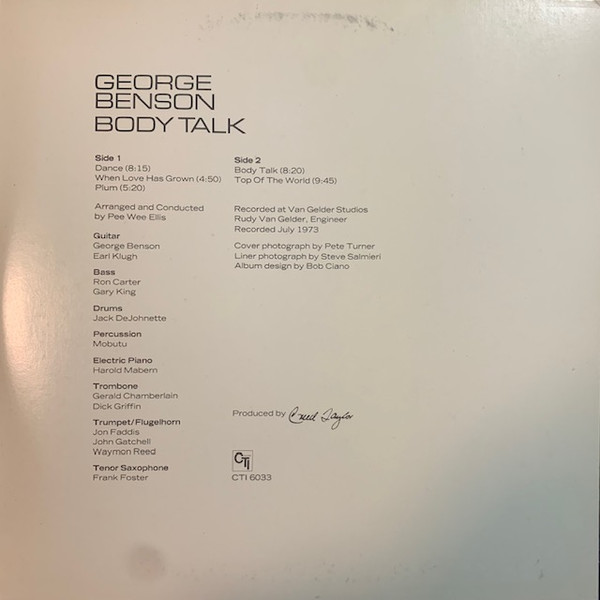 GEORGE
BENSON
BODY TALK
Side 1
Dance (8:15)
When Love Has Grown (4:50)
Plum (5:20)
Side 2
Body Talk (8:20)
Top Of The World (9:45)
Arranged and Conducted
by Pee Wee Ellis
Guitar
George Benson
Earl Klugh
Bass
Ron Carter
Gary King
Drums
Jack DeJohnette
Percussion
Mobutu
Electric Piano
Harold Mabern
Trombone
Gerald Chamberlain
Dick Griffin
Trumpet/Flugelhorn
Jon Faddis
John Gatchell
Waymon Reed
Tenor Saxophone
Frank Foster
Recorded at Van Gelder Studios
Rudy Van Gelder, Engineer
Recorded July 1973
Cover photograph by Pete Turner
Liner photograph by Steve Salmieri
Album design by Bob Ciano
Produced by Creed Taylor
CTI
CTI 6033